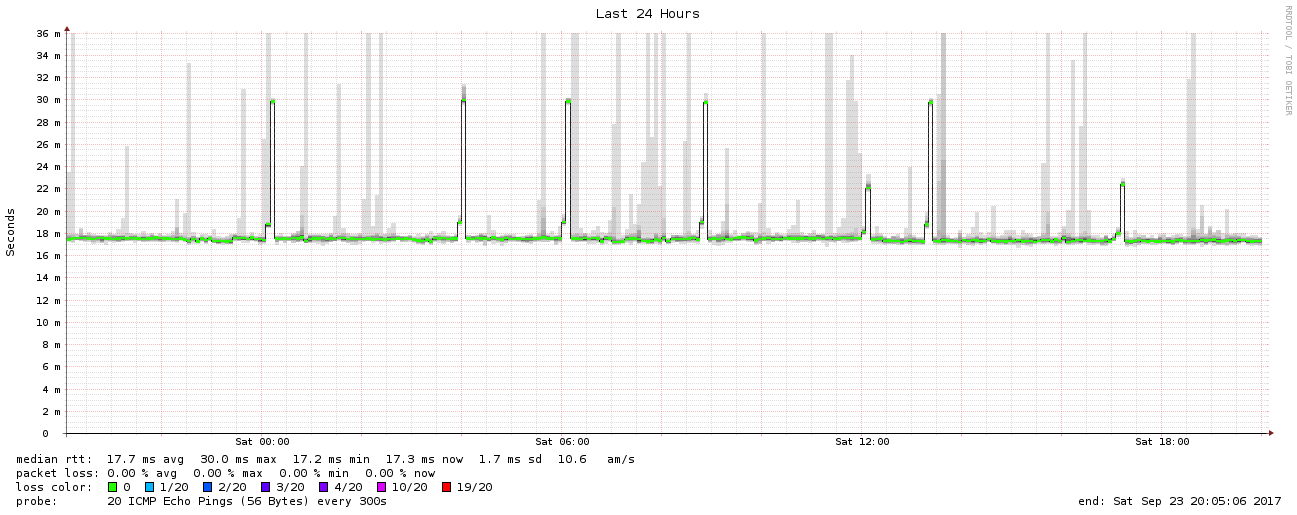 Last 24 Hours
RRDTOOL / TOBI OETIKER
Seconds
36 m
34 m
32 m
30 m
28 m
26 m
24 m
22 m
20 m
18 m
16 m
14 m
12 m
10 m
8 m
6 m
4 m
2 m
0
Sat 00:00 Sat 06:00 Sat 12:00 Sat 18:00
median rtt: 17.7 ms avg 30.0 ms max 17.2 ms min 17.3 ms now 1.7 ms sd 10.6 am/s
packet loss: 0.00 % avg 0.00 % max 0.00 % min 0.00 % now
loss color: 0 1/20 2/20 3/20 4/20 10/20 19/20
probe: 20 ICMP Echo Pings (56 Bytes) every 300s end: Sat Sep 23 20:05:06 2017